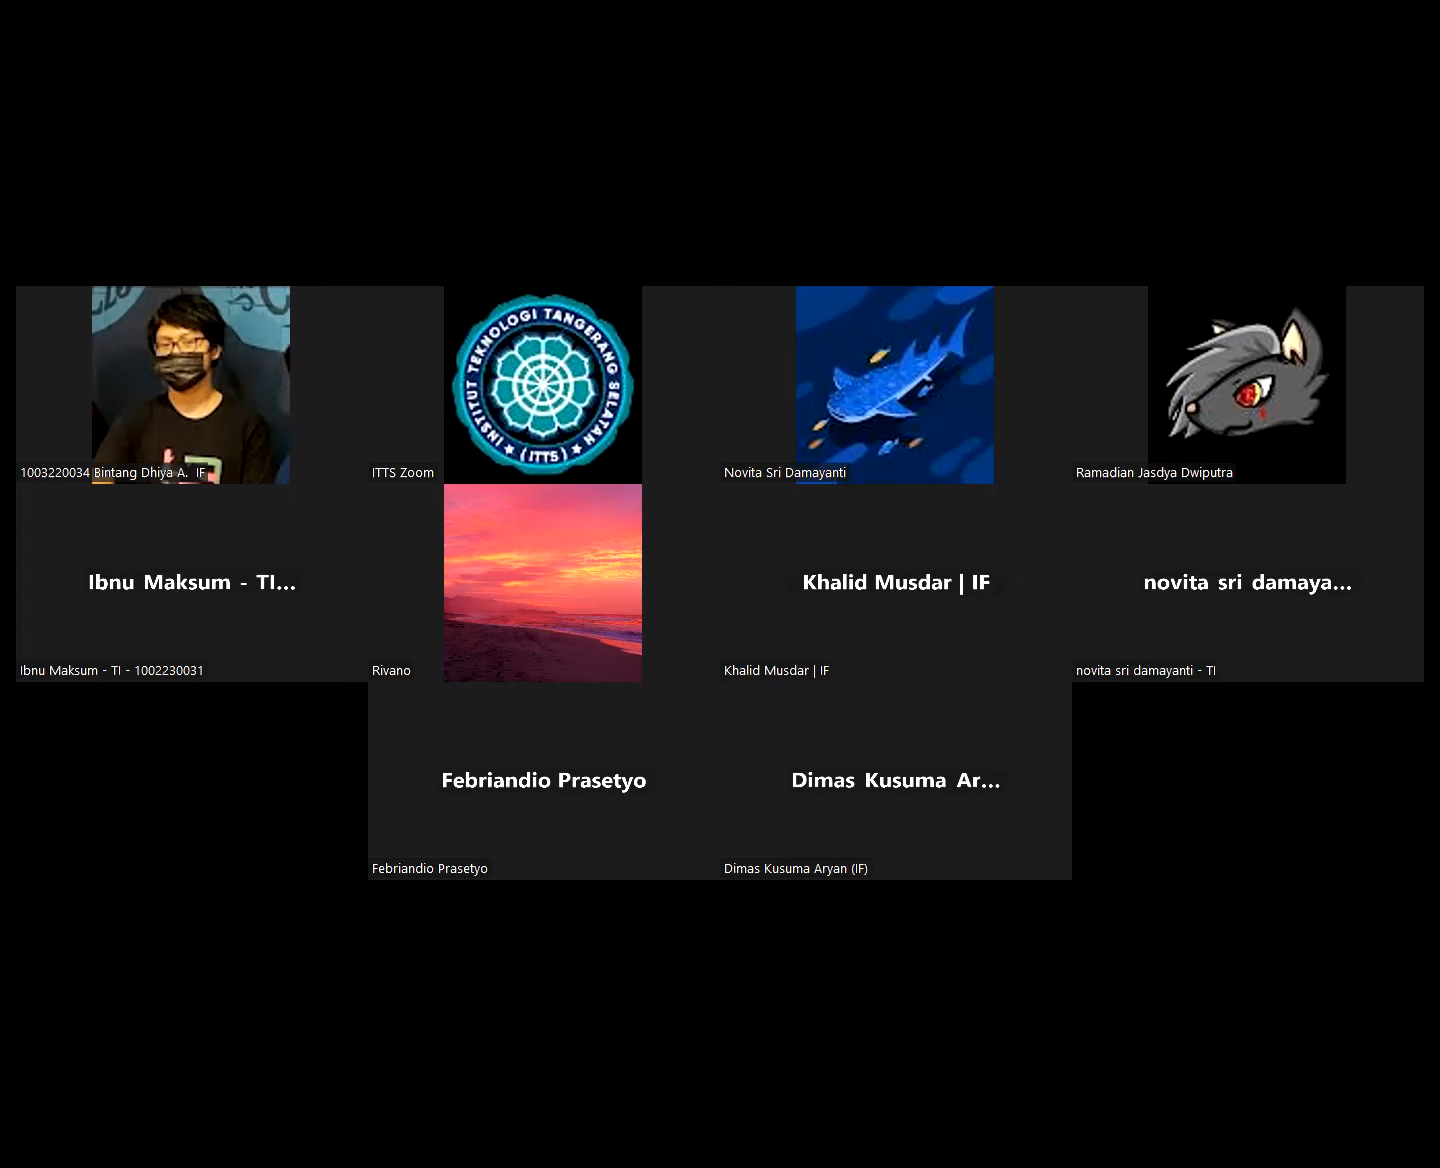 1003220034 Bintang Dhiya A.  IF
INSTITUT TEKNOLOGI TANGERANG SELATAN
(ITTS)
ITTS Zoom
Novita Sri Damayanti
Ramadian Jasdya Dwiputra
Ibnu Maksum - TI...
Ibnu Maksum - TI - 1002230031
Rivano
Khalid Musdar | IF
Khalid Musdar | IF
novita sri damaya...
novita sri damayanti - TI
Febriandio Prasetyo
Febriandio Prasetyo
Dimas Kusuma Ar...
Dimas Kusuma Aryan (IF)